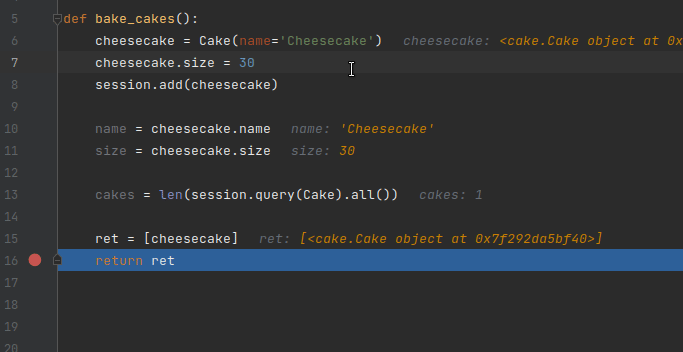 5 def bake_cakes():
6 cheesecake = Cake(name='Cheesecake') cheesecake: <cake.Cake object at 0x
7 cheesecake.size = 30
8 session.add(cheesecake)
9
10 name = cheesecake.name name: 'Cheesecake'
11 size = cheesecake.size size: 30
12
13 cakes = len(session.query(Cake).all()) cakes: 1
14
15 ret = [cheesecake] ret: [<cake.Cake object at 0x7f292da5bf40>]
16 return ret
17
18
19
20